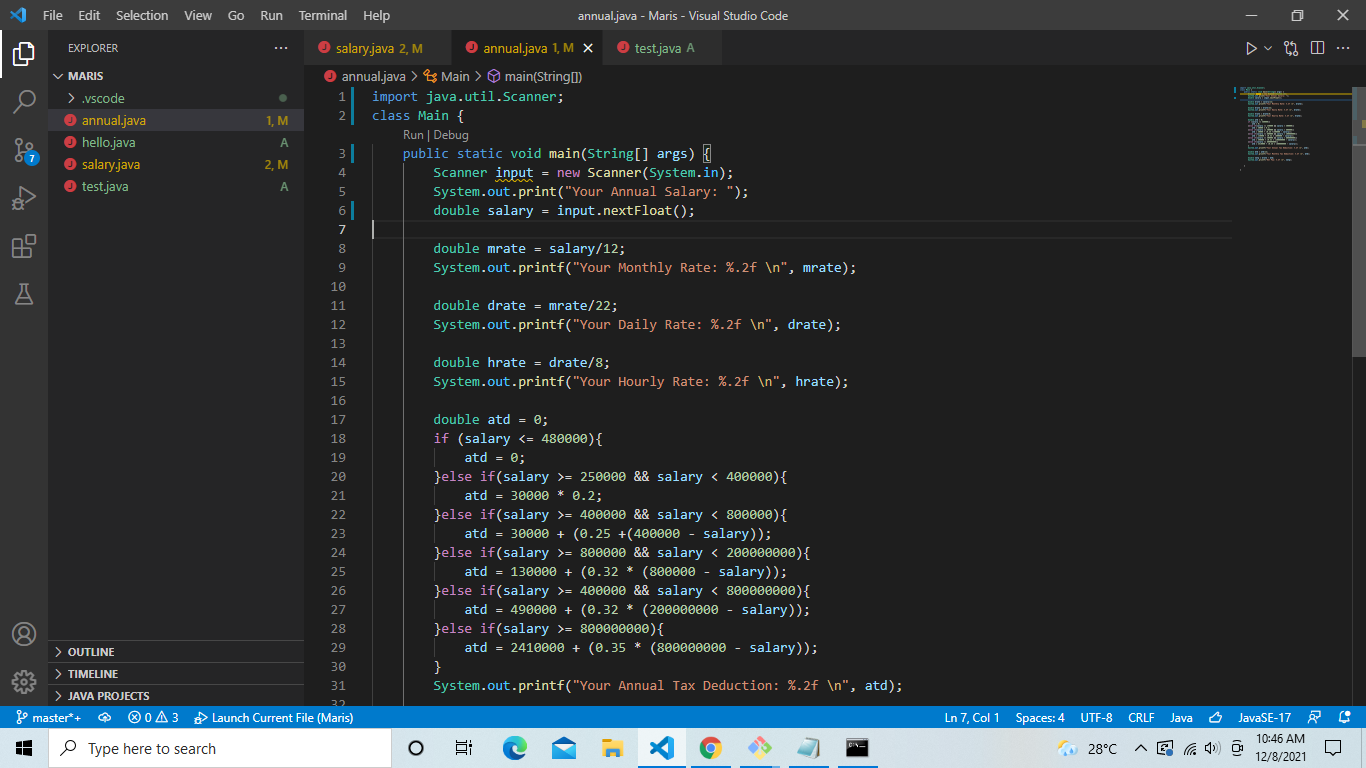 File Edit Selection View Go Run Terminal Help annual.java - Maris - Visual Studio Code
EXPLORER
MARIS
.vscode
annual.java 1, M
hello.java A
salary.java 2, M
test.java A
OUTLINE
TIMELINE
JAVA PROJECTS
7
salary.java 2, M annual.java 1, M test.java A
annual.java > Main > main(String[])
1 import java.util.Scanner;
2 class Main {
Run | Debug
3 public static void main(String[] args) {
4 Scanner input = new Scanner(System.in);
5 System.out.print("Your Annual Salary: ");
6 double salary = input.nextFloat();
7
8 double mrate = salary/12;
9 System.out.printf("Your Monthly Rate: %.2f \n", mrate);
10
11 double drate = mrate/22;
12 System.out.printf("Your Daily Rate: %.2f \n", drate);
13
14 double hrate = drate/8;
15 System.out.printf("Your Hourly Rate: %.2f \n", hrate);
16
17 double atd = 0;
18 if (salary <= 480000){
19 atd = 0;
20 }else if(salary >= 250000 && salary < 400000){
21 atd = 30000 * 0.2;
22 }else if(salary >= 400000 && salary < 800000){
23 atd = 30000 + (0.25 +(400000 - salary));
24 }else if(salary >= 800000 && salary < 200000000){
25 atd = 130000 + (0.32 * (800000 - salary));
26 }else if(salary >= 400000 && salary < 800000000){
27 atd = 490000 + (0.32 * (200000000 - salary));
28 }else if(salary >= 800000000){
29 atd = 2410000 + (0.35 * (800000000 - salary));
30 }
31 System.out.printf("Your Annual Tax Deduction: %.2f \n", atd);
32
master*+ 0 3 Launch Current File (Maris) Ln 7, Col 1 Spaces: 4 UTF-8 CRLF Java JavaSE-17
Type here to search 28°C 10:46 AM
12/8/2021